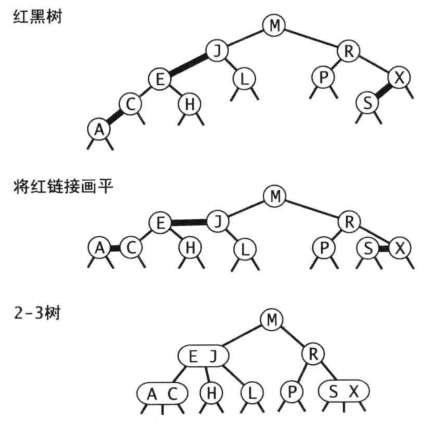 红黑树
M
J R
E L P X
C H S
A
将红链接画平
M
E J R
A C H L P S X
2-3树
M
E J R
A C H L P S X